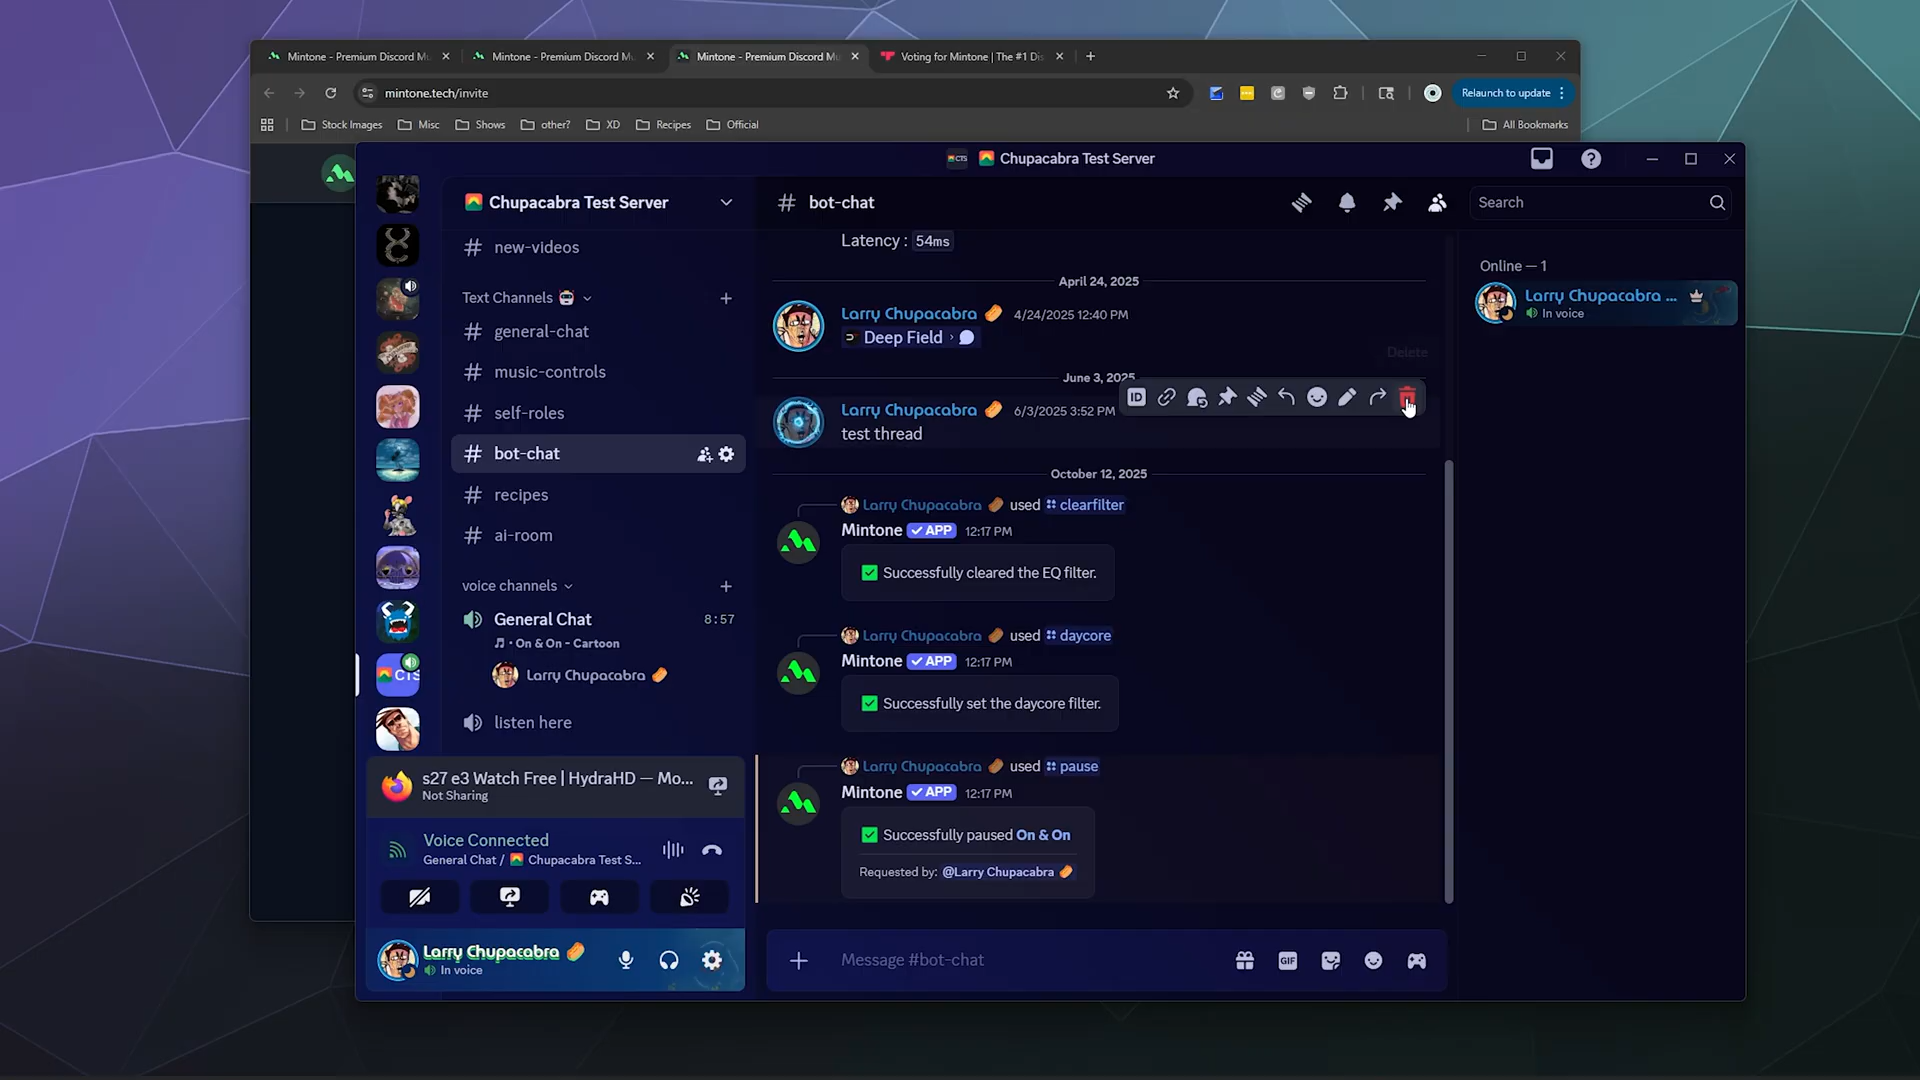 Mintone - Premium Discord Mu
Mintone - Premium Discord Mu
Mintone - Premium Discord Mu
Voting for Mintone | The #1 Dis
mintone.tech/invite
Relaunch to update
Stock Images
Misc
Shows
other?
XD
Recipes
Official
All Bookmarks
CTS
Chupacabra Test Server
Chupacabra Test Server
# bot-chat
Search
# new-videos
Text Channels
# general-chat
# music-controls
# self-roles
# bot-chat
# recipes
# ai-room
voice channels
General Chat
8:57
• On & On - Cartoon
Larry Chupacabra
listen here
CTS
s27 e3 Watch Free | HydraHD — Mo...
Not Sharing
Voice Connected
General Chat / Chupacabra Test S...
Larry Chupacabra
In voice
Latency : 54ms
April 24, 2025
Larry Chupacabra 4/24/2025 12:40 PM
Deep Field ›
Delete
June 3, 2025
Larry Chupacabra 6/3/2025 3:52 PM
ID
test thread
October 12, 2025
Larry Chupacabra used clearfilter
Mintone ✓ APP 12:17 PM
Successfully cleared the EQ filter.
Larry Chupacabra used daycore
Mintone ✓ APP 12:17 PM
Successfully set the daycore filter.
Larry Chupacabra used pause
Mintone ✓ APP 12:17 PM
Successfully paused On & On
Requested by: @Larry Chupacabra
Message #bot-chat
GIF
Online — 1
Larry Chupacabra ...
In voice